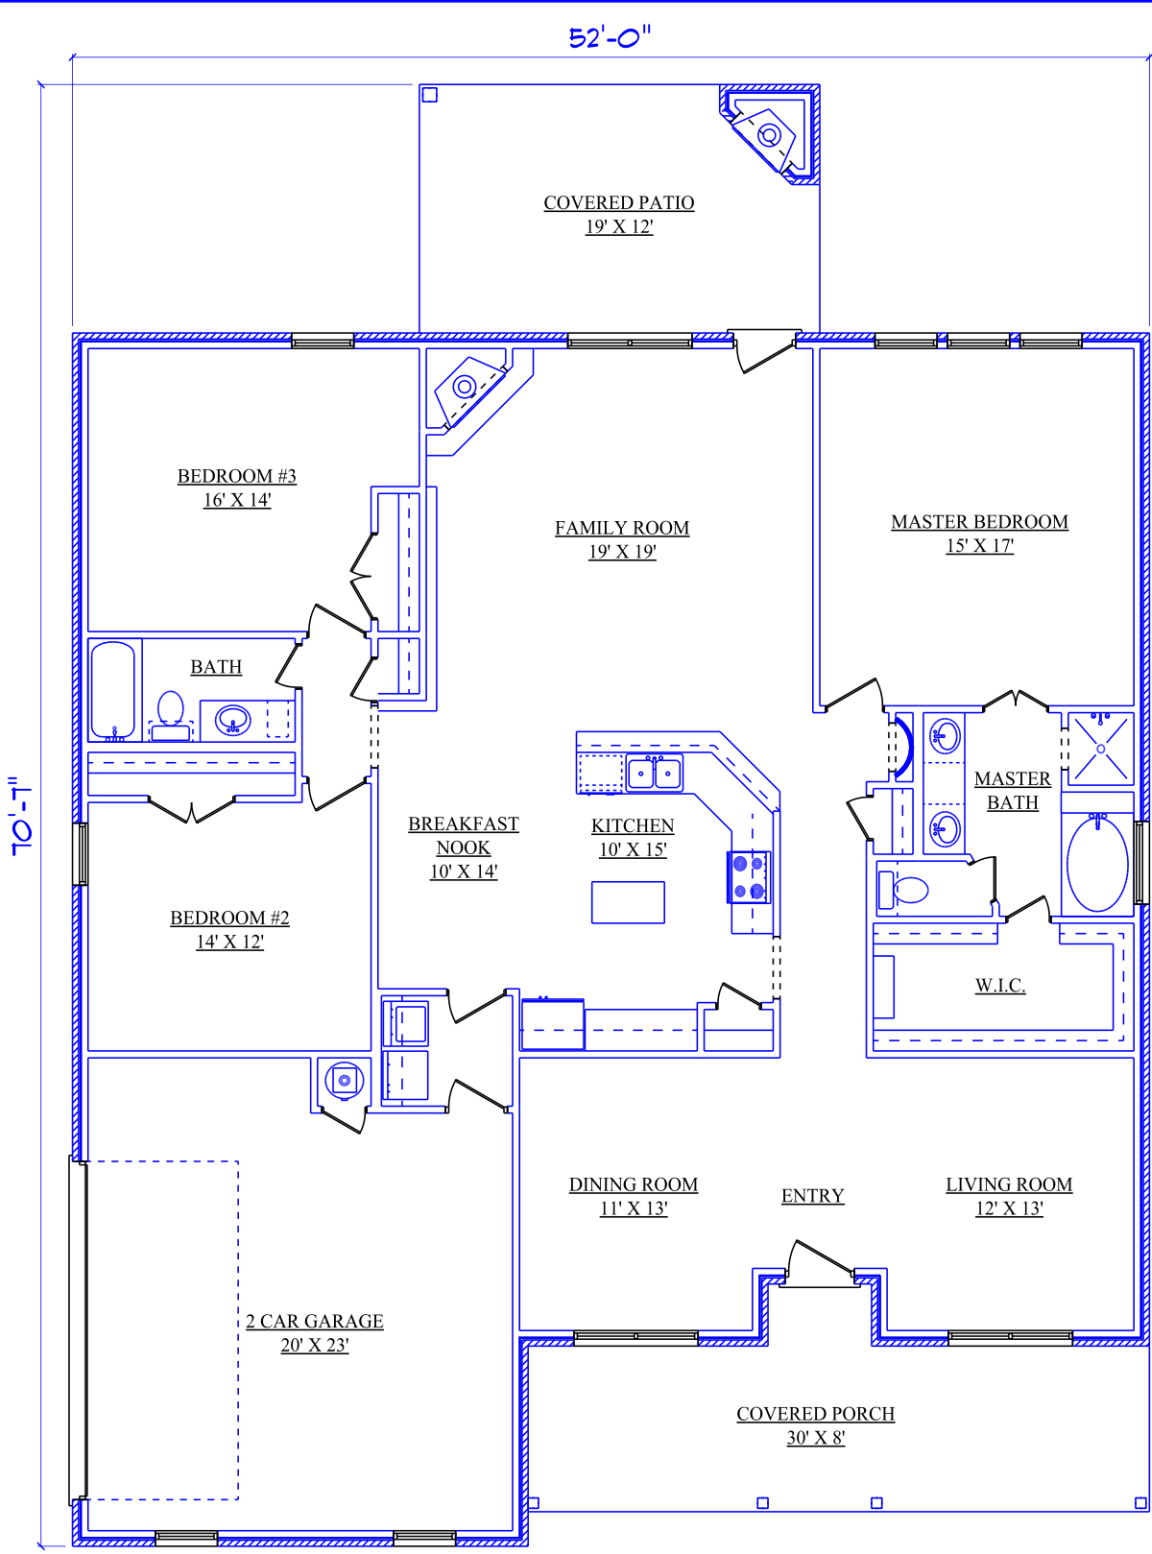 52'-0"
COVERED PATIO
19' X 12'
BEDROOM #3
16' X 14'
FAMILY ROOM
19' X 19'
MASTER BEDROOM
15' X 17'
BATH
MASTER
BATH
70'-7"
BREAKFAST
NOOK
10' X 14'
KITCHEN
10' X 15'
BEDROOM #2
14' X 12'
W.I.C.
DINING ROOM
11' X 13'
ENTRY
LIVING ROOM
12' X 13'
2 CAR GARAGE
20' X 23'
COVERED PORCH
30' X 8'